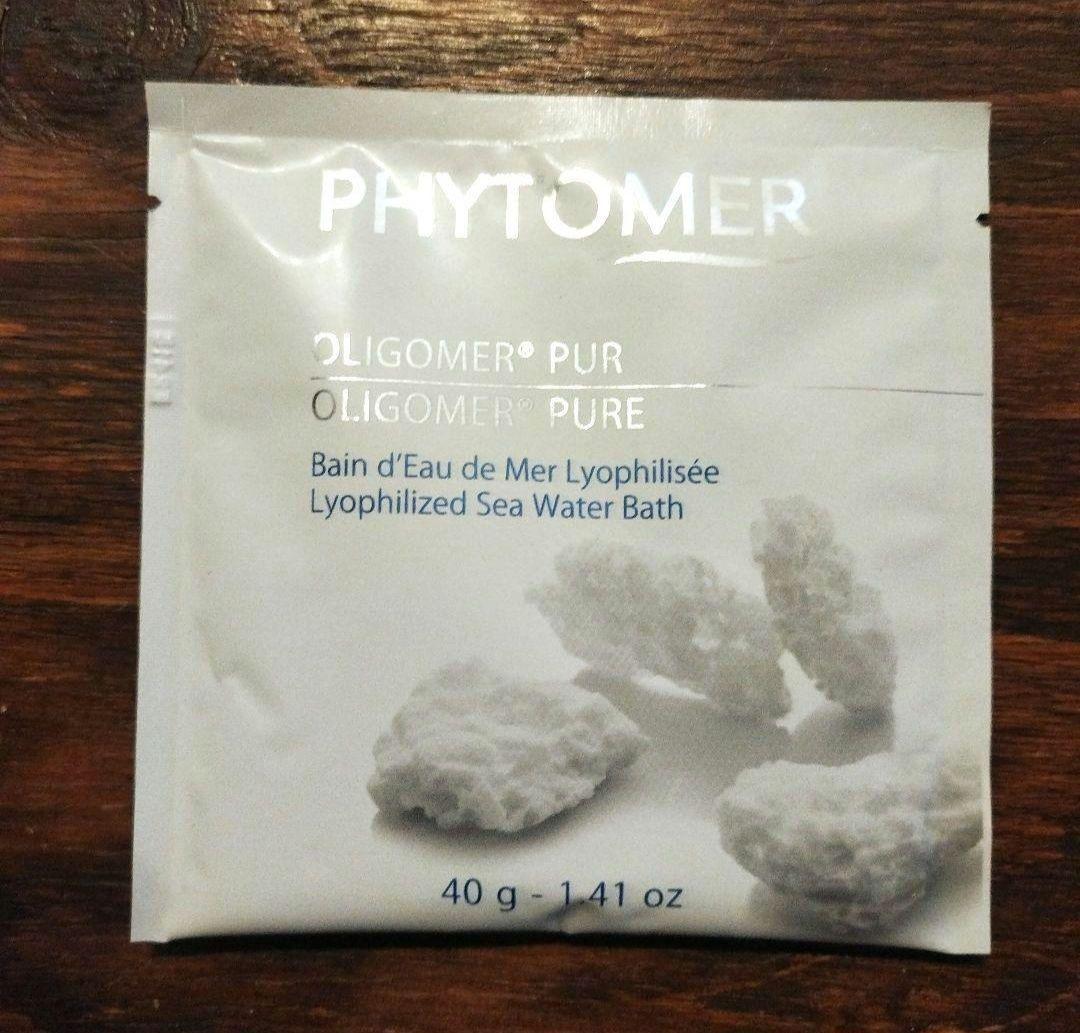 PHYTOMER
OLIGOMER® PUR
OLIGOMER® PURE
Bain d'Eau de Mer Lyophilisée
Lyophilized Sea Water Bath
40 g - 1.41 oz